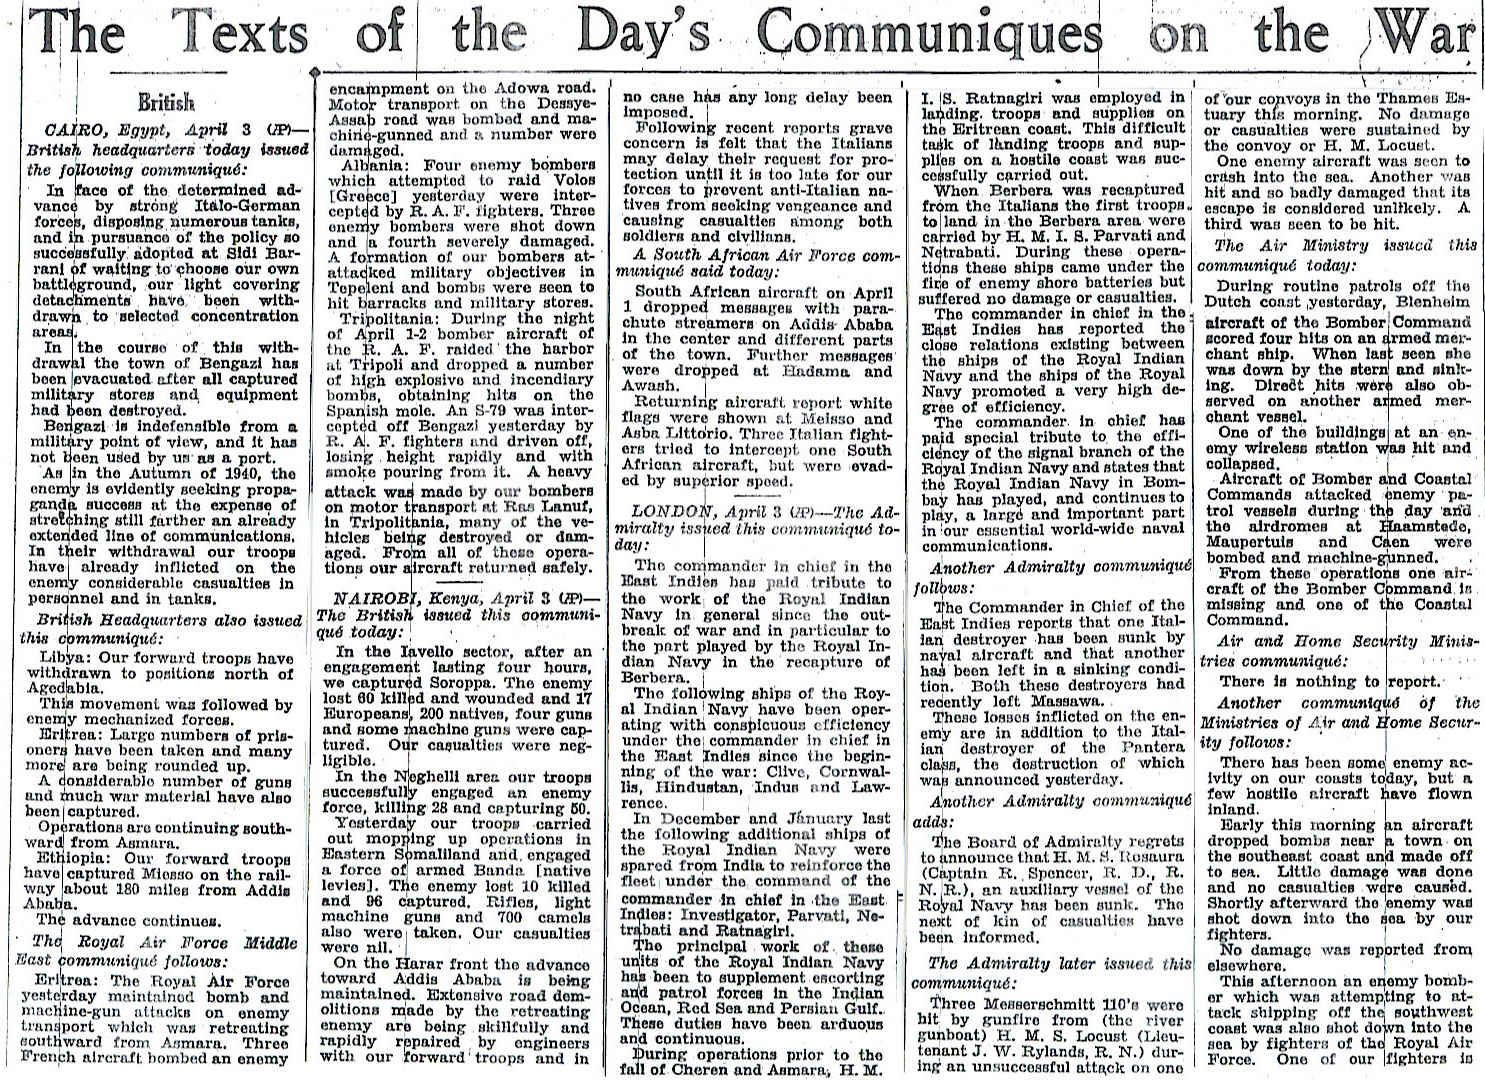 The Texts of the Day's Communiques on the War
British
CAIRO, Egypt, April 3 (AP)—
British headquarters today issued
the following communiqué:
In face of the determined ad-
vance by strong Italo-German
forces, disposing numerous tanks,
and in pursuance of the policy so
successfully adopted at Sidi Bar-
rani of waiting to choose our own
battleground, our light covering
detachments have been with-
drawn to selected concentration
areas.
In the course of this with-
drawal the town of Bengazi has
been evacuated after all captured
military stores and equipment
had been destroyed.
Bengazi is indefensible from a
military point of view, and it has
not been used by us as a port.
As in the Autumn of 1940, the
enemy is evidently seeking propa-
ganda success at the expense of
stretching still farther an already
extended line of communications.
In their withdrawal our troops
have already inflicted on the
enemy considerable casualties in
personnel and in tanks.
British Headquarters also issued
this communiqué:
Libya: Our forward troops have
withdrawn to positions north of
Agedabia.
This movement was followed by
enemy mechanized forces.
Eritrea: Large numbers of pris-
oners have been taken and many
more are being rounded up.
A considerable number of guns
and much war material have also
been captured.
Operations are continuing south-
ward from Asmara.
Ethiopia: Our forward troops
have captured Miesso on the rail-
way about 180 miles from Addis
Ababa.
The advance continues.
The Royal Air Force Middle
East communiqué follows:
Eritrea: The Royal Air Force
yesterday maintained bomb and
machine-gun attacks on enemy
transport which was retreating
southward from Asmara. Three
French aircraft bombed an enemy
encampment on the Adowa road.
Motor transport on the Dessye-
Assab road was bombed and ma-
chine-gunned and a number were
damaged.
Albania: Four enemy bombers
which attempted to raid Volos
[Greece] yesterday were inter-
cepted by R. A. F. fighters. Three
enemy bombers were shot down
and a fourth severely damaged.
A formation of our bombers at-
attacked military objectives in
Tepeleni and bombs were seen to
hit barracks and military stores.
Tripolitania: During the night
of April 1-2 bomber aircraft of
the R. A. F. raided the harbor
at Tripoli and dropped a number
of high explosive and incendiary
bombs, obtaining hits on the
Spanish mole. An S-79 was inter-
cepted off Bengazi yesterday by
R. A. F. fighters and driven off,
losing height rapidly and with
smoke pouring from it. A heavy
attack was made by our bombers
on motor transport at Ras Lanuf,
in Tripolitania, many of the ve-
hicles being destroyed or dam-
aged. From all of these opera-
tions our aircraft returned safely.
NAIROBI, Kenya, April 3 (AP)—
The British issued this communi-
qué today:
In the Iavello sector, after an
engagement lasting four hours,
we captured Soroppa. The enemy
lost 60 killed and wounded and 17
Europeans, 200 natives, four guns
and some machine guns were cap-
tured. Our casualties were neg-
ligible.
In the Neghelli area our troops
successfully engaged an enemy
force, killing 28 and capturing 50.
Yesterday our troops carried
out mopping up operations in
Eastern Somaliland and engaged
a force of armed Banda [native
levies]. The enemy lost 10 killed
and 96 captured. Rifles, light
machine guns and 700 camels
also were taken. Our casualties
were nil.
On the Harar front the advance
toward Addis Ababa is being
maintained. Extensive road dem-
olitions made by the retreating
enemy are being skillfully and
rapidly repaired by engineers
with our forward troops and in
no case has any long delay been
imposed.
Following recent reports grave
concern is felt that the Italians
may delay their request for pro-
tection until it is too late for our
forces to prevent anti-Italian na-
tives from seeking vengeance and
causing casualties among both
soldiers and civilians.
A South African Air Force com-
muniqué said today:
South African aircraft on April
1 dropped messages with para-
chute streamers on Addis Ababa
in the center and different parts
of the town. Further messages
were dropped at Hadama and
Awash.
Returning aircraft report white
flags were shown at Meisso and
Asba Littorio. Three Italian fight-
ers tried to intercept one South
African aircraft, but were evad-
ed by superior speed.
LONDON, April 3 (AP)—The Ad-
miralty issued this communiqué to-
day:
The commander in chief in the
East Indies has paid tribute to
the work of the Royal Indian
Navy in general since the out-
break of war and in particular to
the part played by the Royal In-
dian Navy in the recapture of
Berbera.
The following ships of the Roy-
al Indian Navy have been oper-
ating with conspicuous efficiency
under the commander in chief in
the East Indies since the begin-
ning of the war: Clive, Cornwal-
lis, Hindustan, Indus and Law-
rence.
In December and January last
the following additional ships of
the Royal Indian Navy were
spared from India to reinforce the
fleet under the command of the
commander in chief in the East
Indies: Investigator, Parvati, Ne-
trabati and Ratnagiri.
The principal work of these
units of the Royal Indian Navy
has been to supplement escorting
and patrol forces in the Indian
Ocean, Red Sea and Persian Gulf.
These duties have been arduous
and continuous.
During operations prior to the
fall of Cheren and Asmara, H. M.
I. S. Ratnagiri was employed in
landing troops and supplies on
the Eritrean coast. This difficult
task of landing troops and sup-
plies on a hostile coast was suc-
cessfully carried out.
When Berbera was recaptured
from the Italians the first troops
to land in the Berbera area were
carried by H. M. I. S. Parvati and
Netrabati. During these opera-
tions these ships came under the
fire of enemy shore batteries but
suffered no damage or casualties.
The commander in chief in the
East Indies has reported the
close relations existing between
the ships of the Royal Indian
Navy and the ships of the Royal
Navy promoted a very high de-
gree of efficiency.
The commander in chief has
paid special tribute to the effi-
ciency of the signal branch of the
Royal Indian Navy and states that
the Royal Indian Navy in Bom-
bay has played, and continues to
play, a large and important part
in our essential world-wide naval
communications.
Another Admiralty communiqué
follows:
The Commander in Chief of the
East Indies reports that one Ital-
ian destroyer has been sunk by
naval aircraft and that another
has been left in a sinking condi-
tion. Both these destroyers had
recently left Massawa.
These losses inflicted on the en-
emy are in addition to the Ital-
ian destroyer of the Pantera
class, the destruction of which
was announced yesterday.
Another Admiralty communiqué
adds:
The Board of Admiralty regrets
to announce that H. M. S. Rosaura
(Captain R. Spencer, R. D., R.
N. R.), an auxiliary vessel of the
Royal Navy has been sunk. The
next of kin of casualties have
been informed.
The Admiralty later issued this
communiqué:
Three Messerschmitt 110's were
hit by gunfire from (the river
gunboat) H. M. S. Locust (Lieu-
tenant J. W. Rylands, R. N.) dur-
ing an unsuccessful attack on one
of our convoys in the Thames Es-
tuary this morning. No damage
or casualties were sustained by
the convoy or H. M. Locust.
One enemy aircraft was seen to
crash into the sea. Another was
hit and so badly damaged that its
escape is considered unlikely. A
third was seen to be hit.
The Air Ministry issued this
communiqué today:
During routine patrols off the
Dutch coast yesterday, Blenheim
aircraft of the Bomber Command
scored four hits on an armed mer-
chant ship. When last seen she
was down by the stern and sink-
ing. Direct hits were also ob-
served on another armed mer-
chant vessel.
One of the buildings at an en-
emy wireless station was hit and
collapsed.
Aircraft of Bomber and Coastal
Commands attacked enemy pa-
trol vessels during the day and
the airdromes at Haamstede,
Maupertuis and Caen were
bombed and machine-gunned.
From these operations one air-
craft of the Bomber Command is
missing and one of the Coastal
Command.
Air and Home Security Minis-
tries communiqué:
There is nothing to report.
Another communiqué of the
Ministries of Air and Home Secur-
ity follows:
There has been some enemy ac-
ivity on our coasts today, but a
few hostile aircraft have flown
inland.
Early this morning an aircraft
dropped bombs near a town on
the southeast coast and made off
to sea. Little damage was done
and no casualties were caused.
Shortly afterward the enemy was
shot down into the sea by our
fighters.
No damage was reported from
elsewhere.
This afternoon an enemy bomb-
er which was attempting to at-
tack shipping off the southwest
coast was also shot down into the
sea by fighters of the Royal Air
Force. One of our fighters is